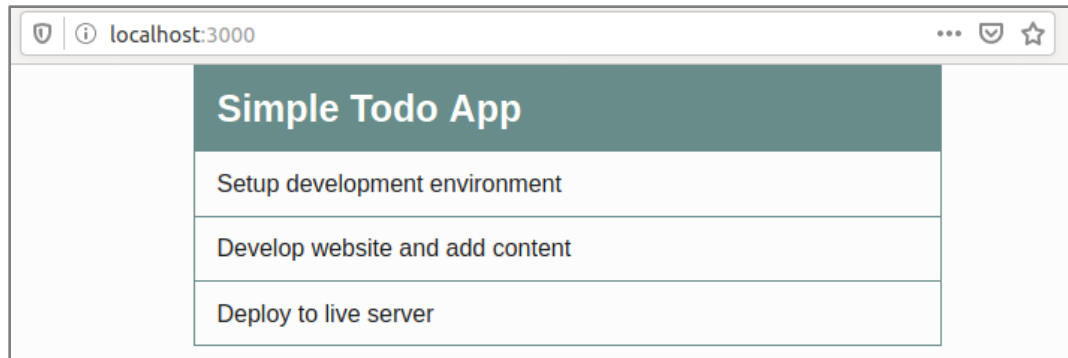 localhost:3000
Simple Todo App
Setup development environment
Develop website and add content
Deploy to live server